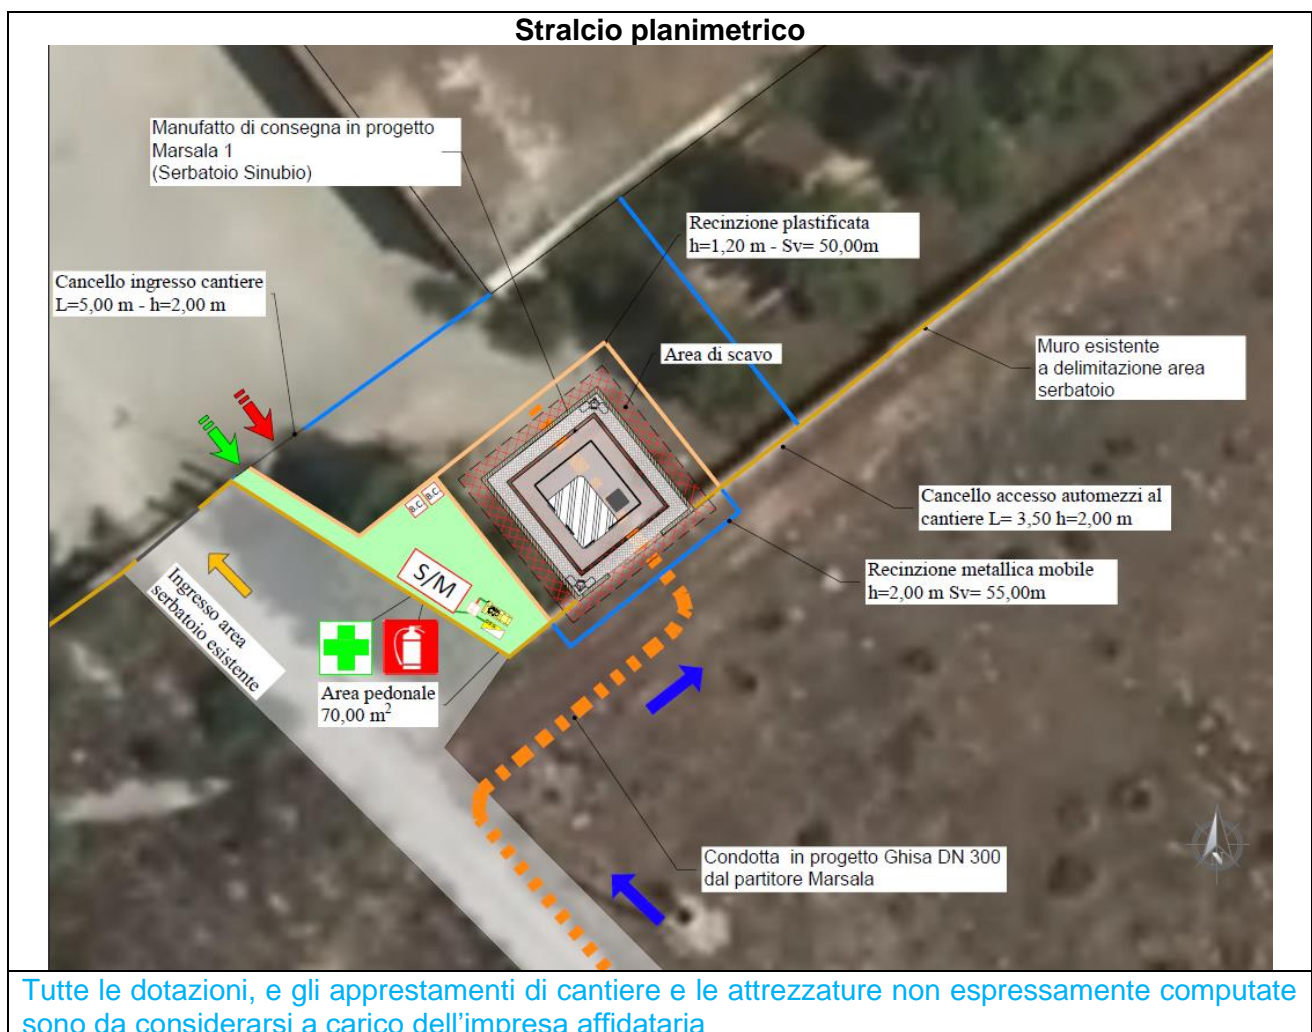 Stralcio planimetrico
Manufatto di consegna in progetto
Marsala 1
(Serbatoio Sinubio)
Recinzione plastificata
h=1,20 m - Sv= 50,00m
Cancello ingresso cantiere
L=5,00 m - h=2,00 m
Area di scavo
Muro esistente
a delimitazione area
serbatoio
B.C.
B.C.
Cancello accesso automezzi al
cantiere L= 3,50 h=2,00 m
S/M
Recinzione metallica mobile
h=2,00 m Sv= 55,00m
Ingresso area
serbatoio esistente
Area pedonale
70,00 m²
Condotta in progetto Ghisa DN 300
dal partitore Marsala
Tutte le dotazioni, e gli apprestamenti di cantiere e le attrezzature non espressamente computate
sono da considerarsi a carico dell'impresa affidataria